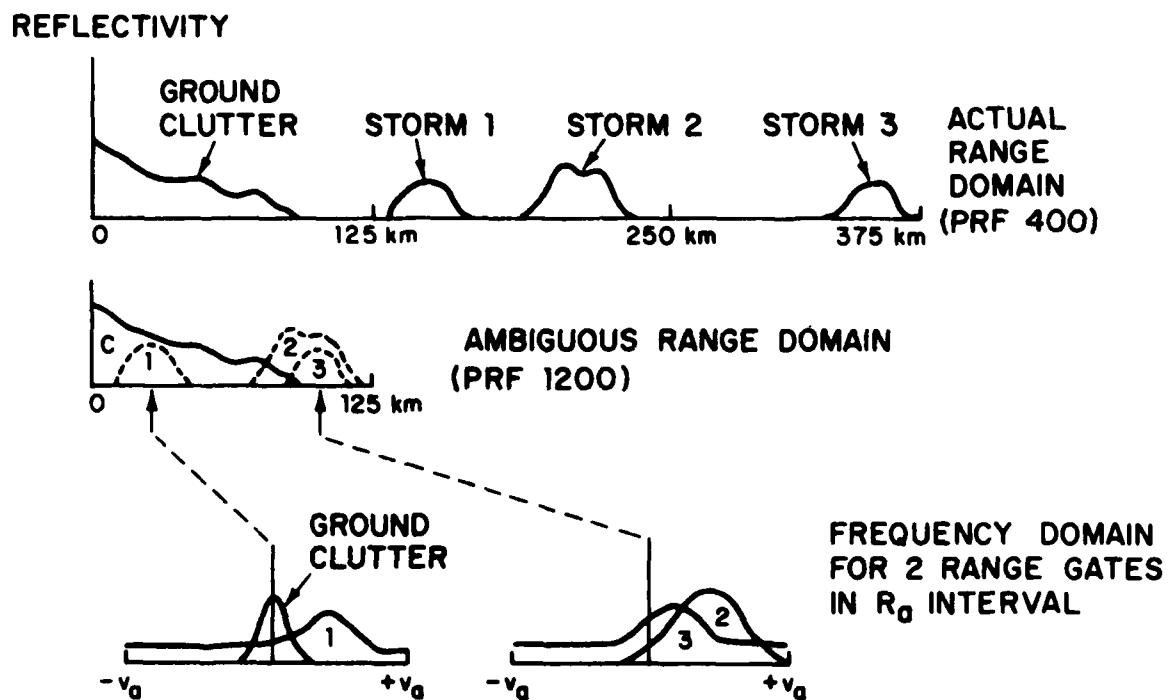 REFLECTIVITY
GROUND
CLUTTER
STORM 1
STORM 2
STORM 3
ACTUAL
RANGE
DOMAIN
(PRF 400)
0
125 km
250 km
375 km
C
1
2
3
AMBIGUOUS RANGE DOMAIN
(PRF 1200)
0
125 km
GROUND
CLUTTER
FREQUENCY DOMAIN
FOR 2 RANGE GATES
IN Ra INTERVAL
1
2
3
-va
+va
-va
+va